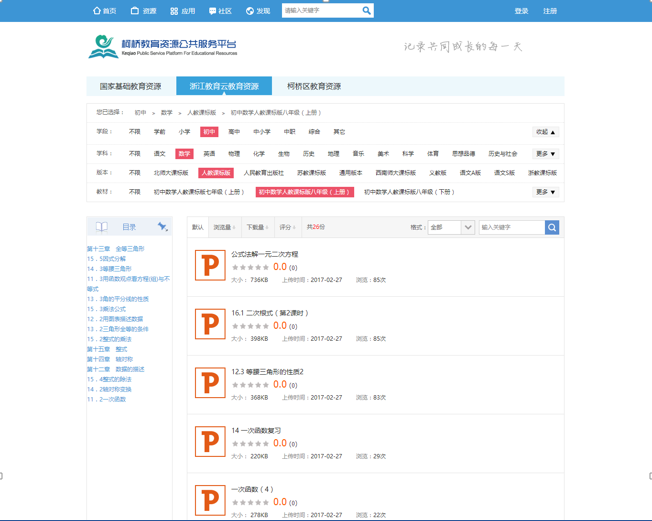 首页 资源 应用 社区 发现 请输入关键字 登录 注册
柯桥教育资源公共服务平台
Keqiao Public Service Platform For Educational Resources
记录共同成长的每一天
国家基础教育资源 浙江教育云教育资源 柯桥区教育资源
您已选择： 初中 > 数学 > 人教课标版 > 初中数学人教课标版八年级（上册）
学段： 不限 学前 小学 初中 高中 中小学 中职 综合 其它 收起 ▲
学科： 不限 语文 数学 英语 物理 化学 生物 历史 地理 音乐 美术 科学 体育 思想品德 历史与社会 更多 ▼
版本： 不限 北师大课标版 人教课标版 人民教育出版社 苏教课标版 通用版本 西南师大课标版 义教版 语文A版 语文S版 浙教课标版
教材： 不限 初中数学人教课标版七年级（上册） 初中数学人教课标版八年级（上册） 初中数学人教课标版八年级（下册） 更多 ▼
目录
第十三章 全等三角形
15．5因式分解
14．3等腰三角形
11．3用函数观点看方程(组)与不
等式
13．3角的平分线的性质
15．3乘法公式
12．2用图表描述数据
13．2三角形全等的条件
15．2整式的乘法
第十五章 整式
第十四章 轴对称
第十二章 数据的描述
15．4整式的除法
14．2轴对称变换
11．2一次函数
默认 浏览量 下载量 评分 共26份 格式： 全部 输入关键字
公式法解一元二次方程
0.0 (0)
大小： 736KB 上传时间：2017-02-27 浏览：85次
16.1 二次根式（第2课时）
0.0 (0)
大小： 398KB 上传时间：2017-02-27 浏览：85次
12.3 等腰三角形的性质2
0.0 (0)
大小： 368KB 上传时间：2017-02-27 浏览：83次
14 一次函数复习
0.0 (0)
大小： 220KB 上传时间：2017-02-27 浏览：29次
一次函数（4）
0.0 (0)
大小： 278KB 上传时间：2017-02-27 浏览：22次